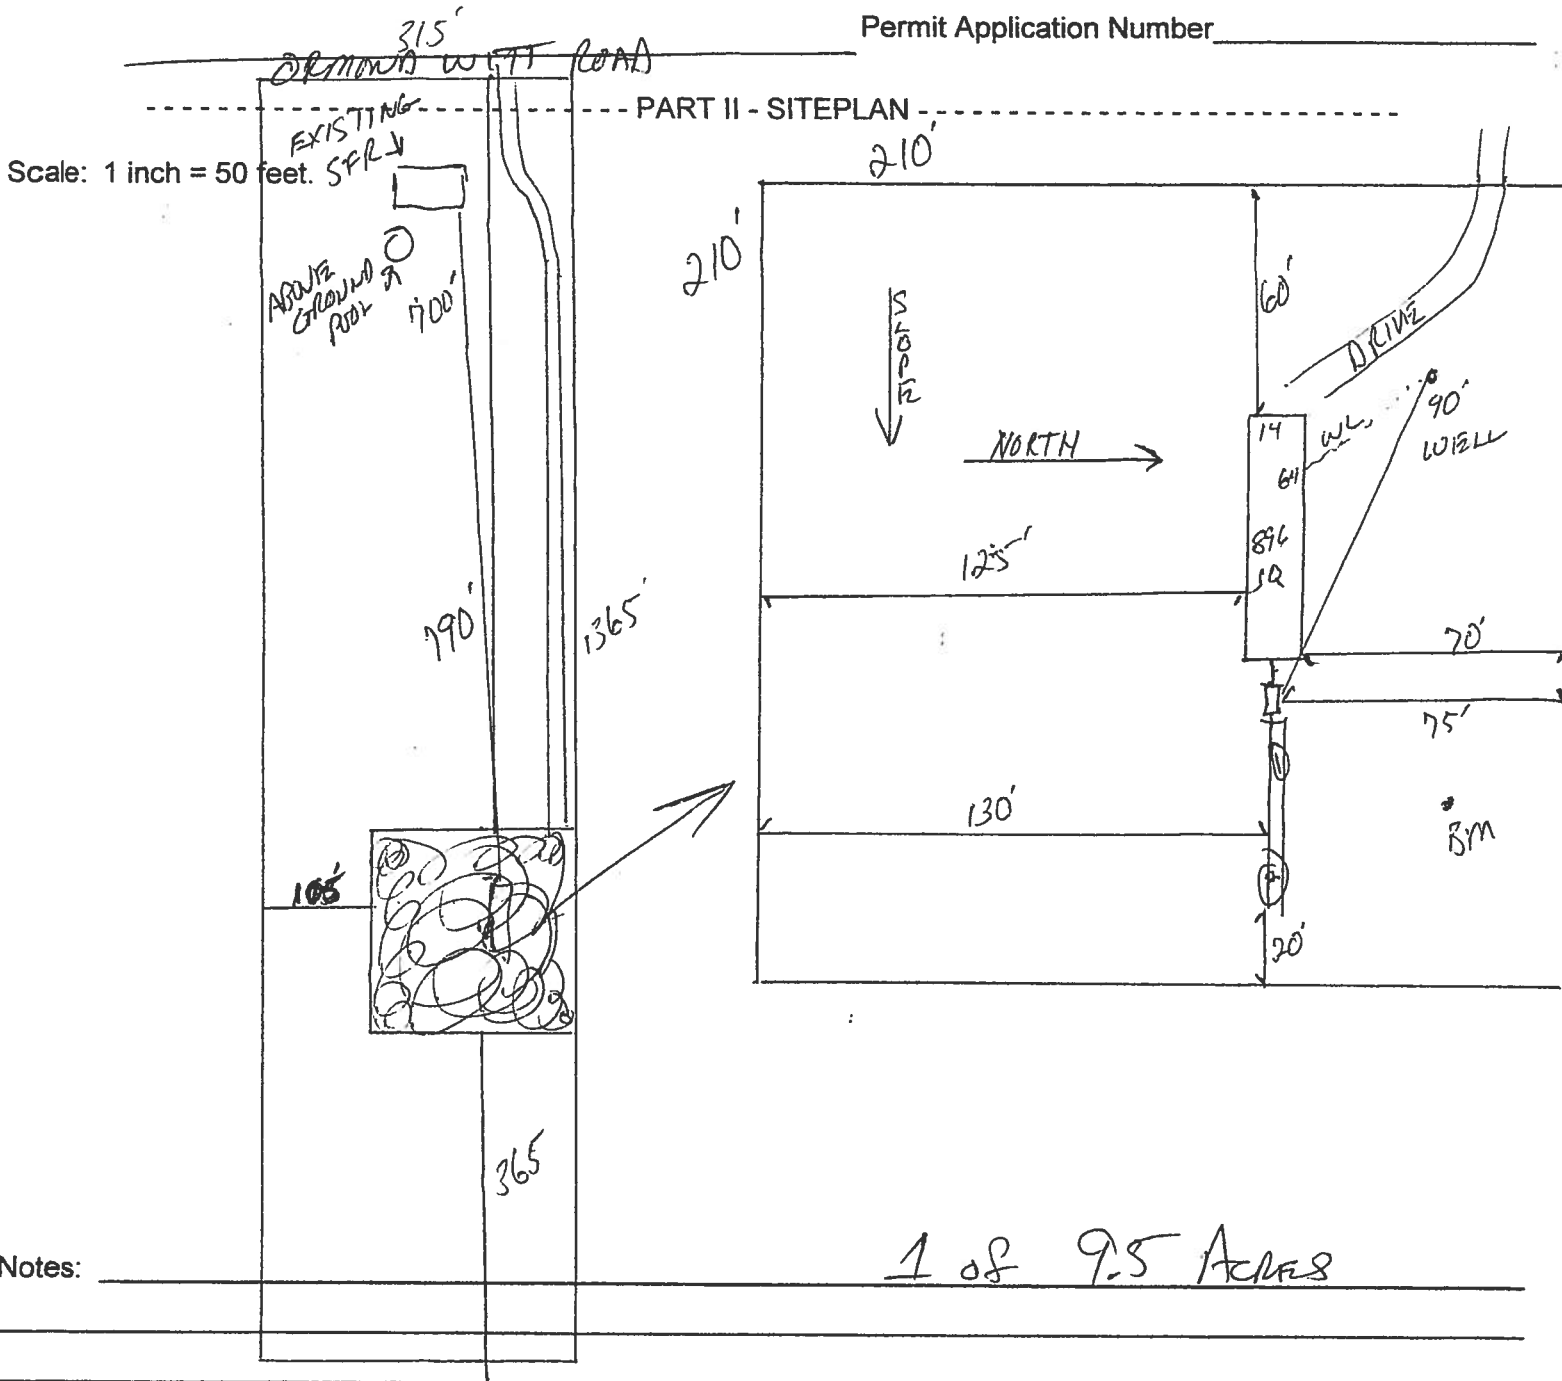 Permit Application Number
315'
ORMOND WITT ROAD
PART II - SITEPLAN
Scale: 1 inch = 50 feet.
EXISTING
SFR
ABOVE
GROUND
POOL
700'
790'
1365'
105'
365
210'
210'
SLOPE
NORTH
60'
DRIVE
90'
WELL
WL
14
64
896
SQ
125'
70'
75'
130'
BM
20'
Notes:
1 of 9.5 ACRES